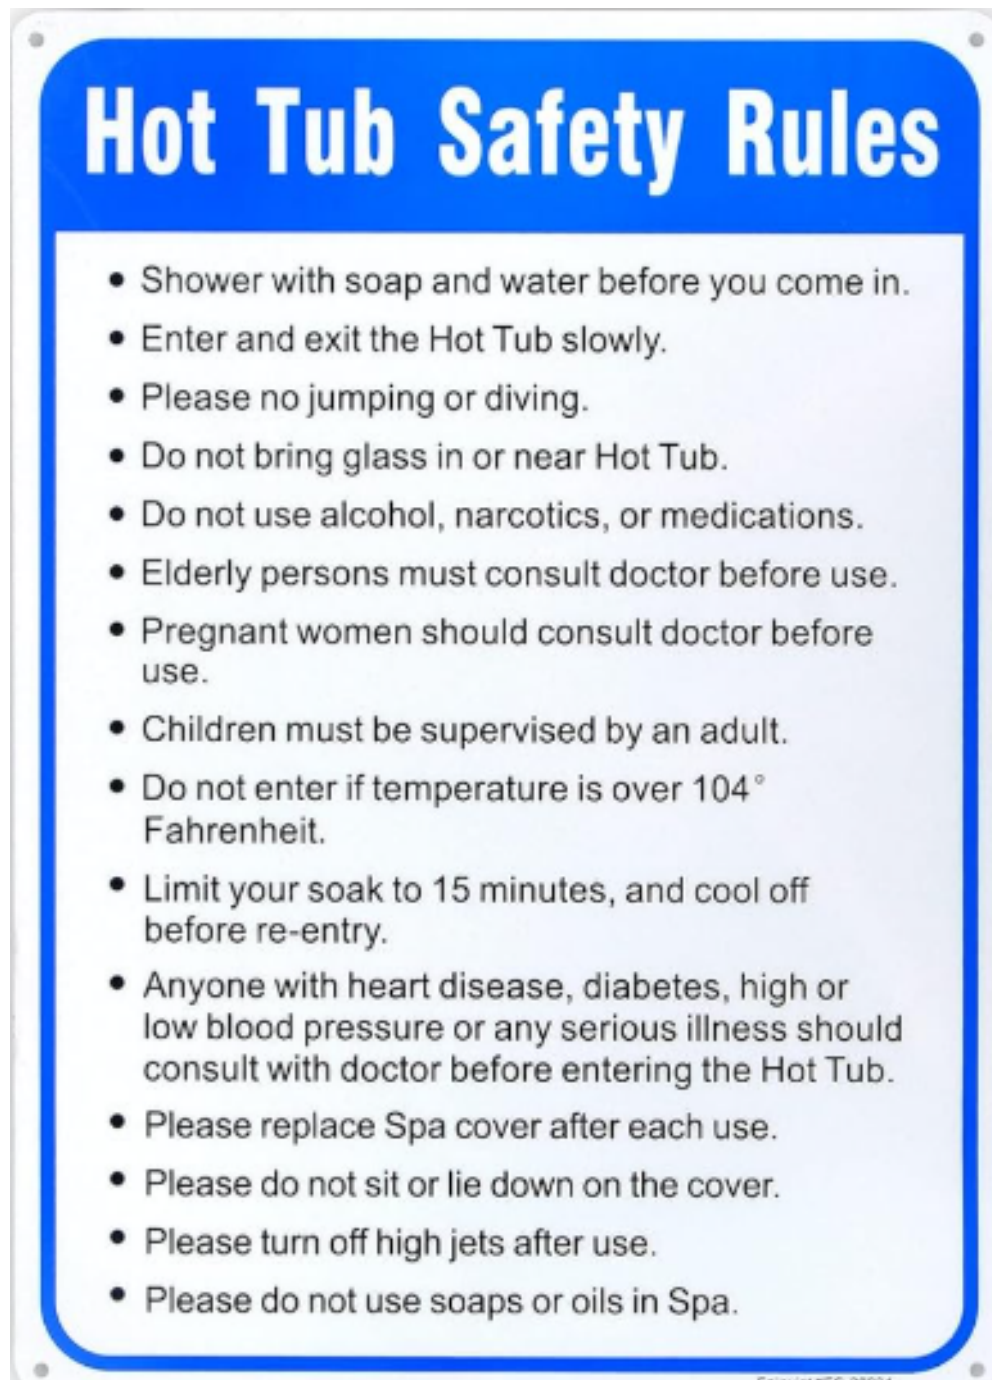 Hot Tub Safety Rules
• Shower with soap and water before you come in.
• Enter and exit the Hot Tub slowly.
• Please no jumping or diving.
• Do not bring glass in or near Hot Tub.
• Do not use alcohol, narcotics, or medications.
• Elderly persons must consult doctor before use.
• Pregnant women should consult doctor before
use.
• Children must be supervised by an adult.
• Do not enter if temperature is over 104°
Fahrenheit.
• Limit your soak to 15 minutes, and cool off
before re-entry.
• Anyone with heart disease, diabetes, high or
low blood pressure or any serious illness should
consult with doctor before entering the Hot Tub.
• Please replace Spa cover after each use.
• Please do not sit or lie down on the cover.
• Please turn off high jets after use.
• Please do not use soaps or oils in Spa.